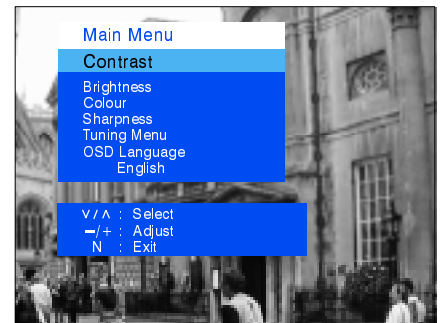 Main Menu
Contrast
Brightness
Colour
Sharpness
Tuning Menu
OSD Language
English
V / Λ : Select
−/+ : Adjust
N : Exit